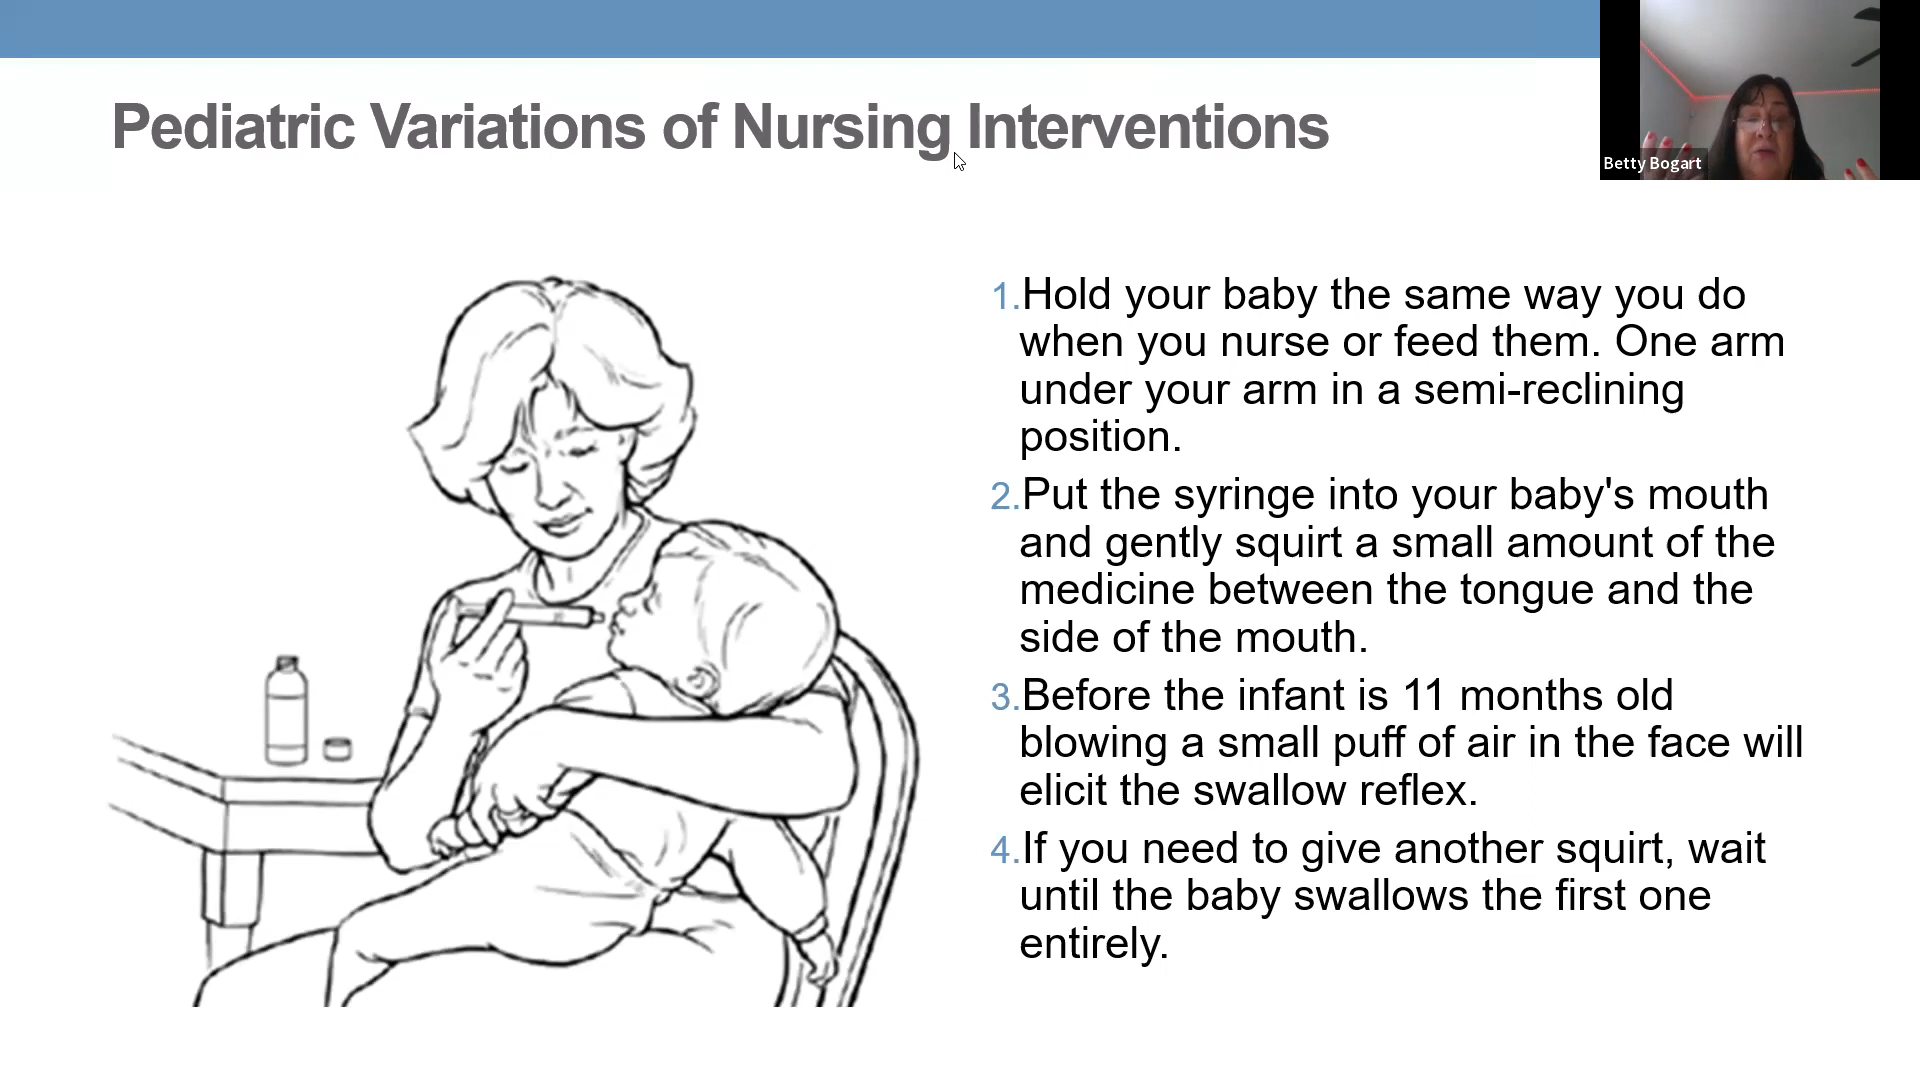 Pediatric Variations of Nursing Interventions
Betty Bogart
1.Hold your baby the same way you do
when you nurse or feed them. One arm
under your arm in a semi-reclining
position.
2.Put the syringe into your baby's mouth
and gently squirt a small amount of the
medicine between the tongue and the
side of the mouth.
3.Before the infant is 11 months old
blowing a small puff of air in the face will
elicit the swallow reflex.
4.If you need to give another squirt, wait
until the baby swallows the first one
entirely.